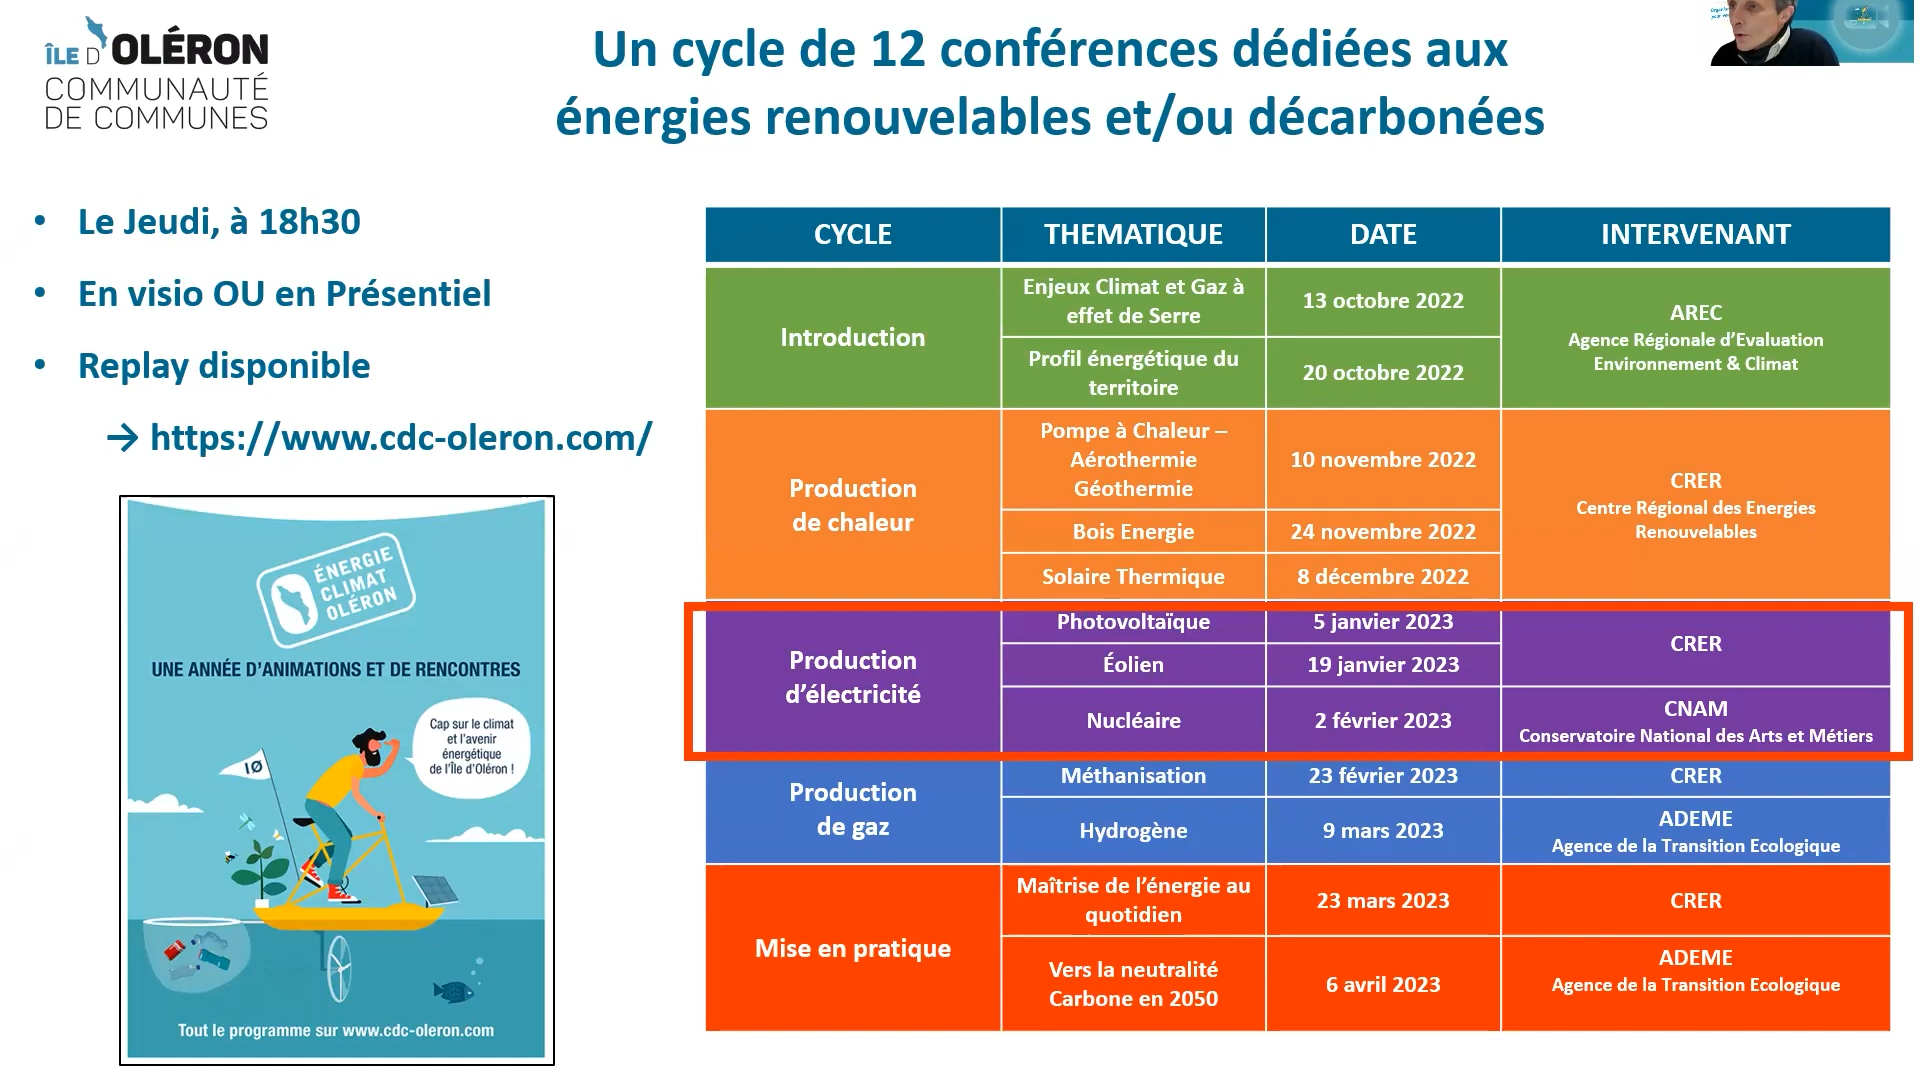 ÎLE D'OLÉRON
COMMUNAUTÉ
DE COMMUNES
Un cycle de 12 conférences dédiées aux
énergies renouvelables et/ou décarbonées
• Le Jeudi, à 18h30
• En visio OU en Présentiel
• Replay disponible
→ https://www.cdc-oleron.com/
ÉNERGIE
CLIMAT
OLÉRON
UNE ANNÉE D'ANIMATIONS ET DE RENCONTRES
Cap sur le climat
et l'avenir
énergétique
de l'Île d'Oléron !
IØ
Tout le programme sur www.cdc-oleron.com
CYCLE THEMATIQUE DATE INTERVENANT
Introduction
Enjeux Climat et Gaz à
effet de Serre
13 octobre 2022
Profil énergétique du
territoire
20 octobre 2022
AREC
Agence Régionale d'Evaluation
Environnement & Climat
Production
de chaleur
Pompe à Chaleur –
Aérothermie
Géothermie
10 novembre 2022
Bois Energie 24 novembre 2022
Solaire Thermique 8 décembre 2022
CRER
Centre Régional des Energies
Renouvelables
Production
d'électricité
Photovoltaïque 5 janvier 2023
Éolien 19 janvier 2023
CRER
Nucléaire 2 février 2023
CNAM
Conservatoire National des Arts et Métiers
Production
de gaz
Méthanisation 23 février 2023 CRER
Hydrogène 9 mars 2023
ADEME
Agence de la Transition Ecologique
Mise en pratique
Maîtrise de l'énergie au
quotidien
23 mars 2023 CRER
Vers la neutralité
Carbone en 2050
6 avril 2023
ADEME
Agence de la Transition Ecologique